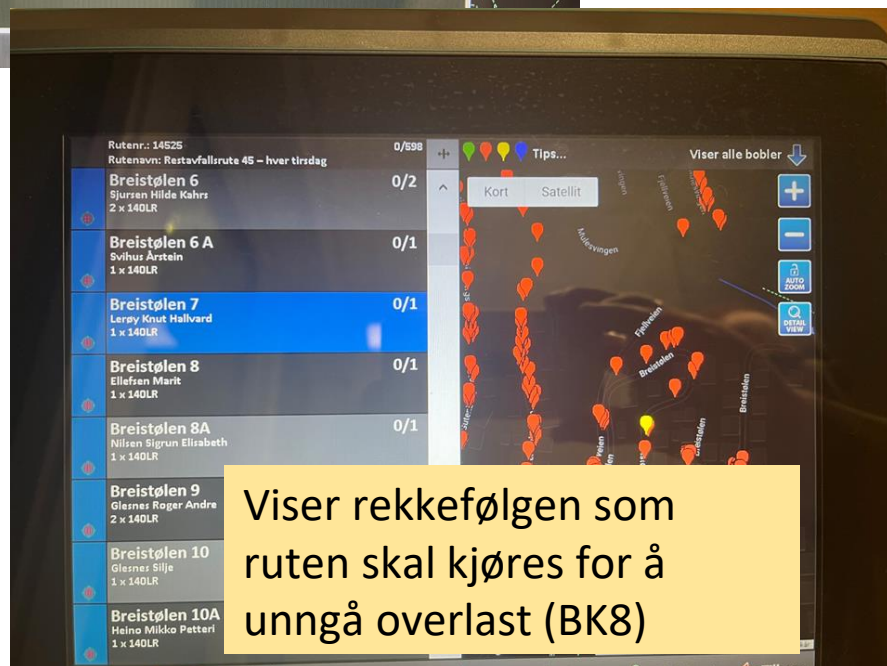 Rutenr.: 14525
0/598
Rutenavn: Restavfallsrute 45 – hver tirsdag
Tips...
Viser alle bobler
Breistølen 6
0/2
Sjursen Hilde Kahrs
2 x 140LR
Breistølen 6 A
0/1
Svihus Årstein
1 x 140LR
Breistølen 7
0/1
Lerøy Knut Hallvard
1 x 140LR
Breistølen 8
0/1
Ellefsen Marit
1 x 140LR
Breistølen 8A
0/1
Nilsen Sigrun Elisabeth
1 x 140LR
Breistølen 9
Glesnes Roger Andre
2 x 140LR
Breistølen 10
Glesnes Silje
1 x 140LR
Breistølen 10A
Heino Mikko Petteri
1 x 140LR
Kort
Satellit
Fjellveien
Mulesvingen
AUTO
ZOOM
DETAIL
VIEW
Fjellveien
Breistølen
Breistølen
Viser rekkefølgen som
ruten skal kjøres for å
unngå overlast (BK8)